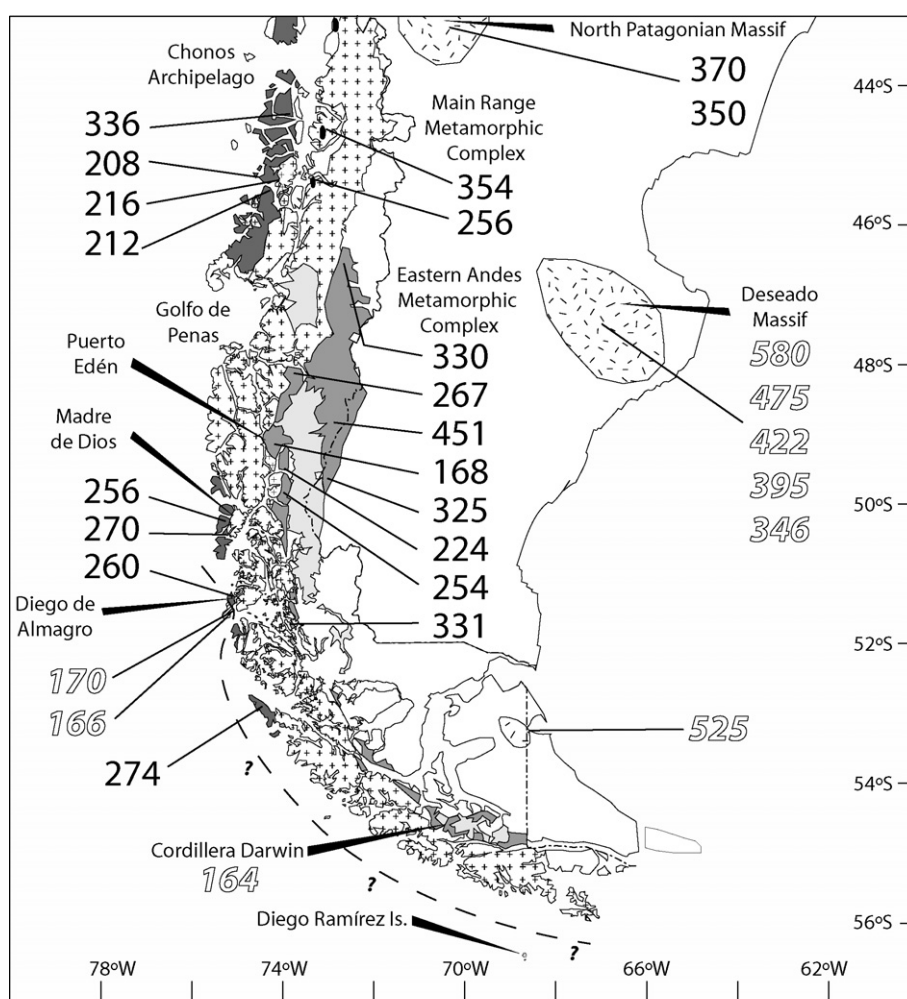 North Patagonian Massif
370
350
44ºS
Chonos
Archipelago
336
208
216
212
Main Range
Metamorphic
Complex
354
256
46ºS
Golfo de
Penas
Eastern Andes
Metamorphic
Complex
330
267
451
168
325
224
254
331
Deseado
Massif
580
475
422
395
346
48ºS
Puerto
Edén
Madre
de Dios
256
270
260
50ºS
Diego de
Almagro
170
166
52ºS
274
525
?
54ºS
Cordillera Darwin
164
?
Diego Ramírez Is.
?
56ºS
78ºW
74ºW
70ºW
66ºW
62ºW